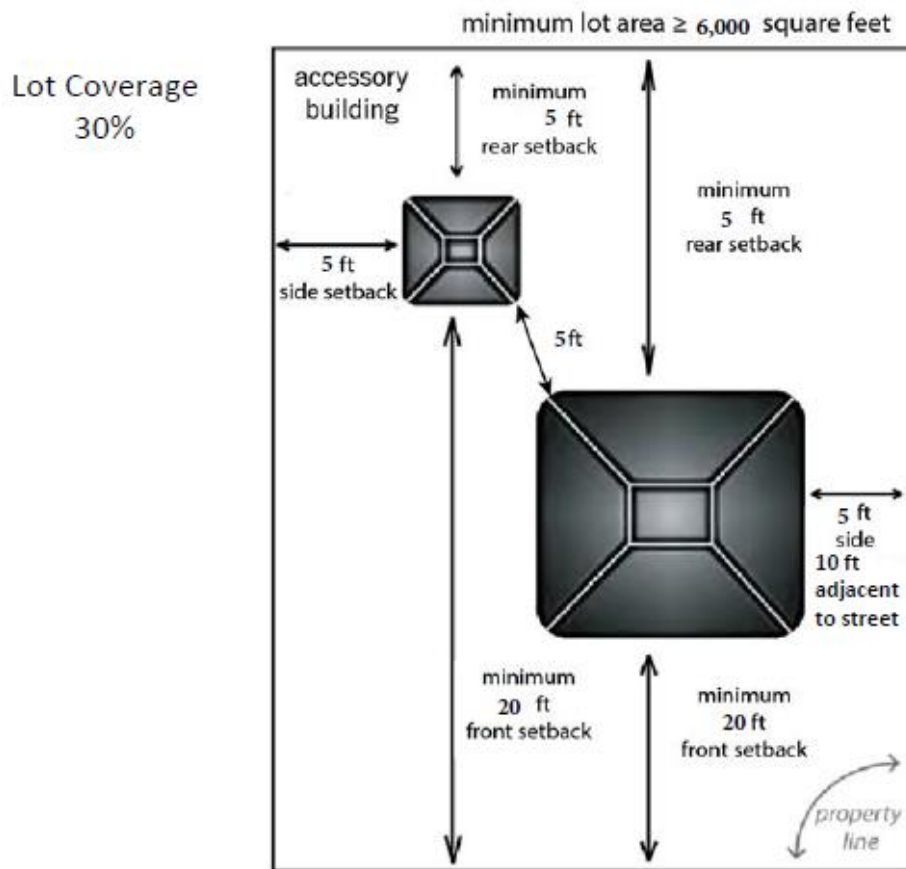 minimum lot area ≥ 6,000 square feet
Lot Coverage
30%
accessory
building
minimum
5 ft
rear setback
minimum
5 ft
rear setback
5 ft
side setback
5 ft
5 ft
side
10 ft
adjacent
to street
minimum
20 ft
front setback
minimum
20 ft
front setback
property
line